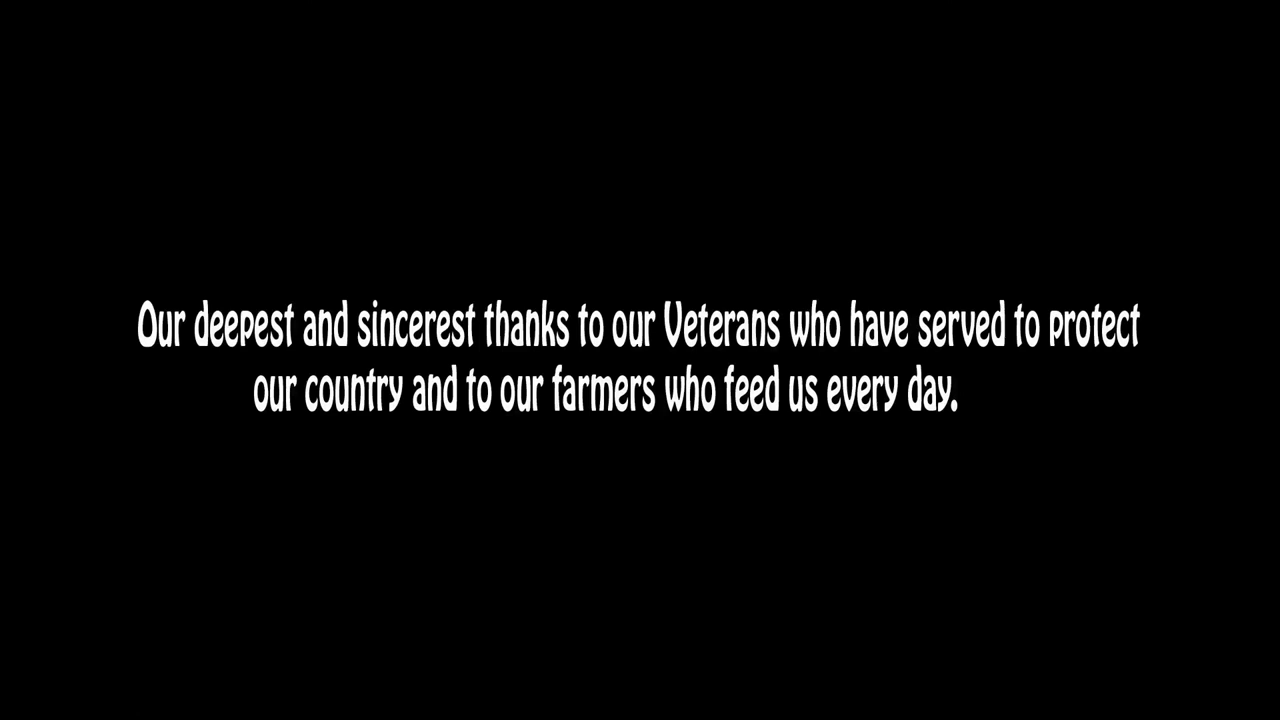 Our deepest and sincerest thanks to our Veterans who have served to protect
our country and to our farmers who feed us every day.